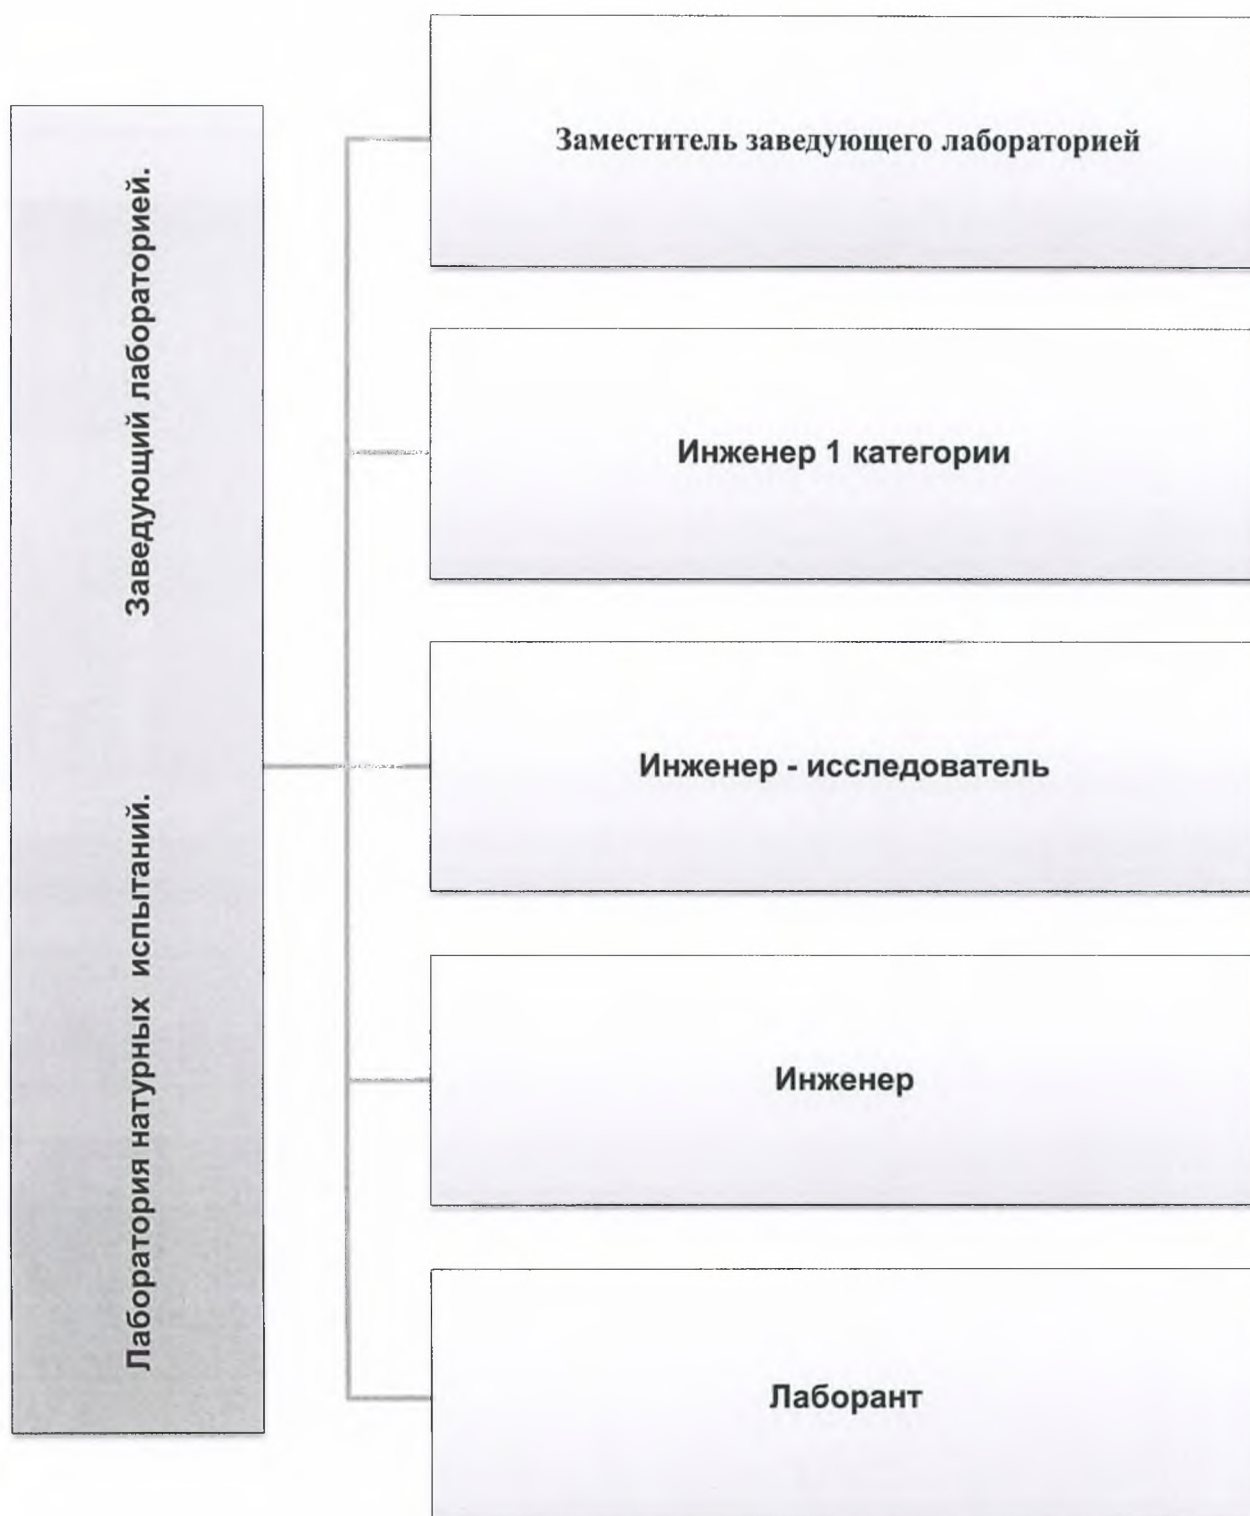 Лаборатория натурных испытаний. Заведующий лабораторией.
Заместитель заведующего лабораторией
Инженер 1 категории
Инженер - исследователь
Инженер
Лаборант